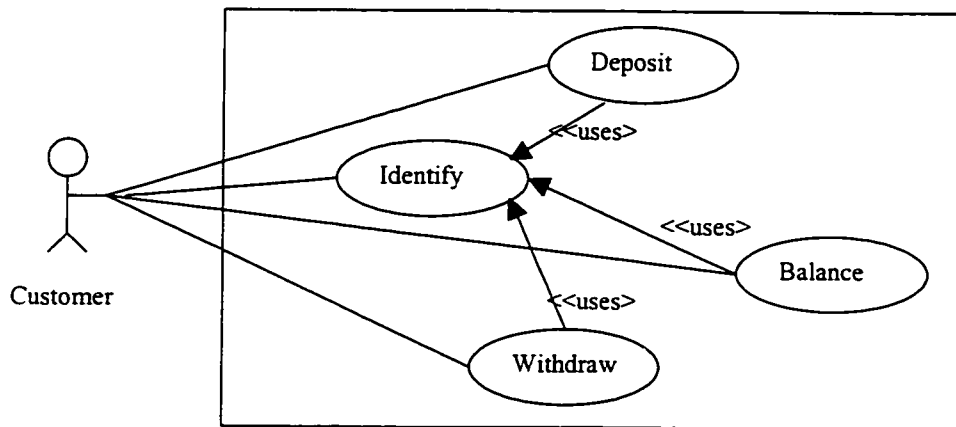 Deposit
<<uses>
Identify
<<uses>
Balance
Customer
<<uses>
Withdraw